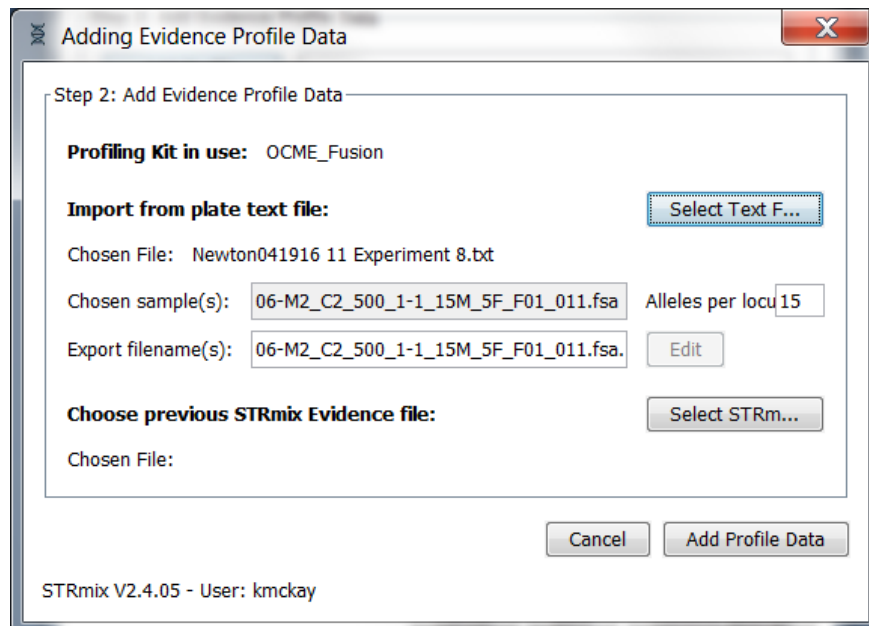 Adding Evidence Profile Data
Step 2: Add Evidence Profile Data
Profiling Kit in use: OCME_Fusion
Import from plate text file: Select Text F...
Chosen File: Newton041916 11 Experiment 8.txt
Chosen sample(s): 06-M2_C2_500_1-1_15M_5F_F01_011.fsa Alleles per locu 15
Export filename(s): 06-M2_C2_500_1-1_15M_5F_F01_011.fsa. Edit
Choose previous STRmix Evidence file: Select STRm...
Chosen File:
Cancel Add Profile Data
STRmix V2.4.05 - User: kmckay